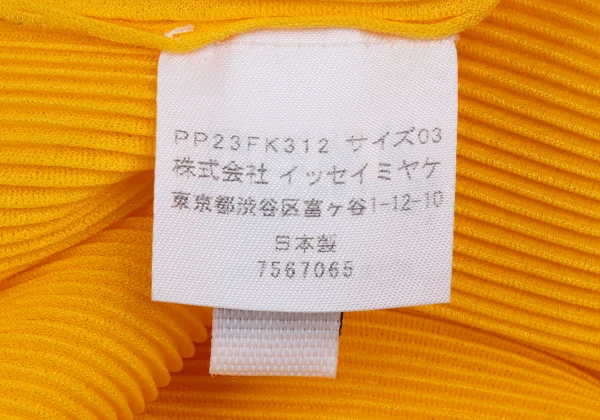 PP23FK312 サイズ03
株式会社 イッセイミヤケ
東京都渋谷区富ヶ谷1-12-10
日本製
7567065